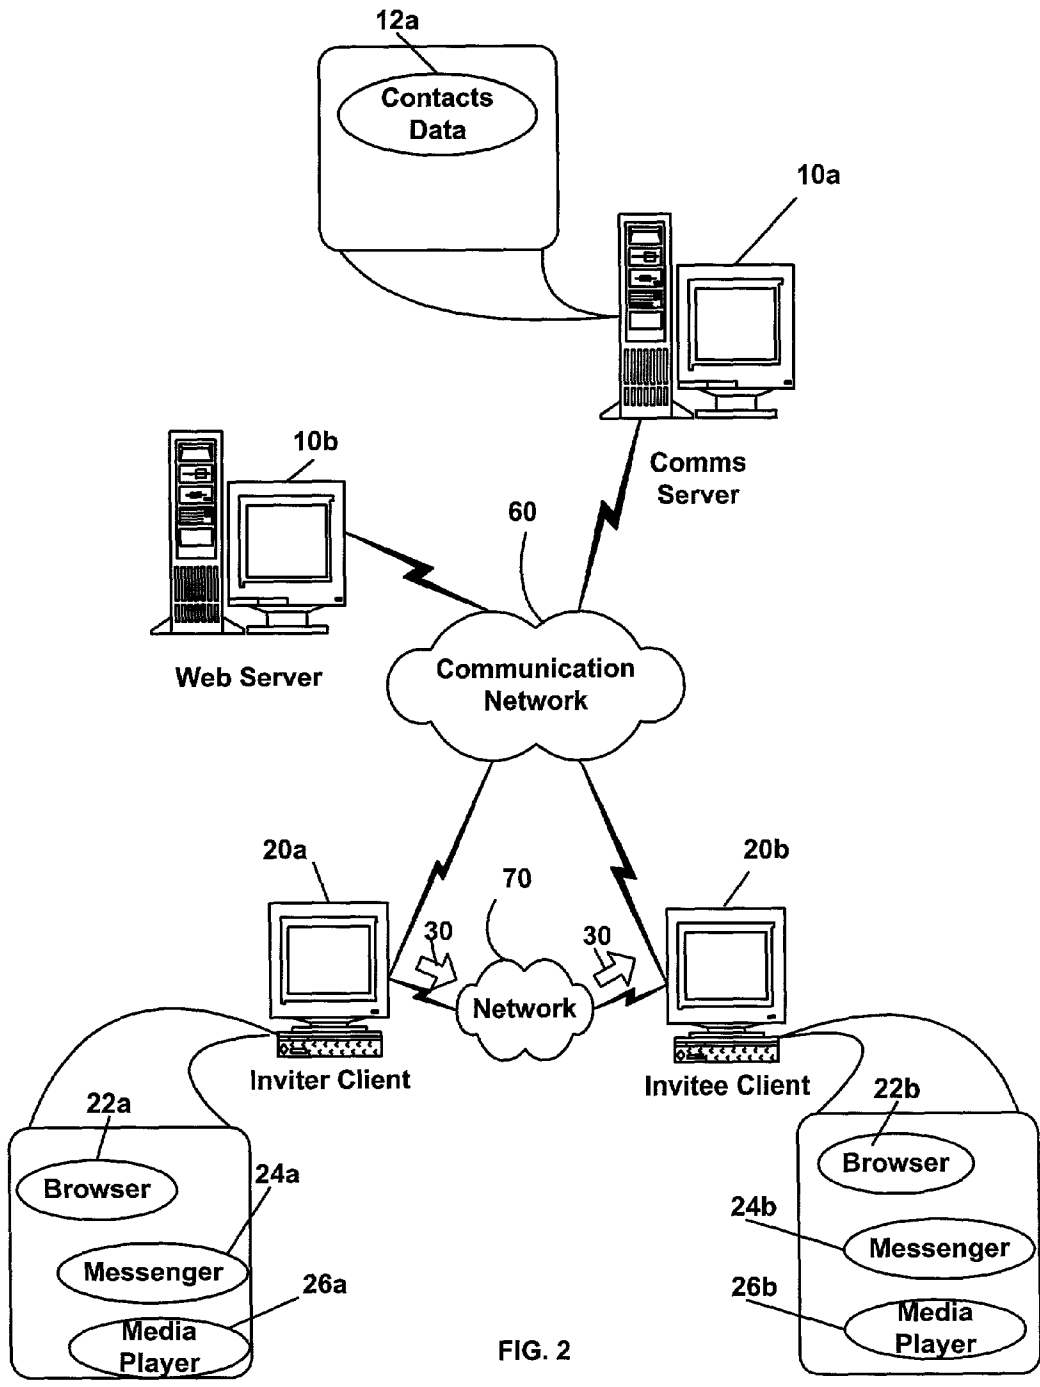 12a
Contacts
Data
10a
10b
Comms
Server
60
Web Server
Communication
Network
20a
20b
70
30
30
Network
Inviter Client
Invitee Client
22a
22b
Browser
Browser
24a
24b
Messenger
Messenger
26a
26b
Media
Player
Media
Player
FIG. 2